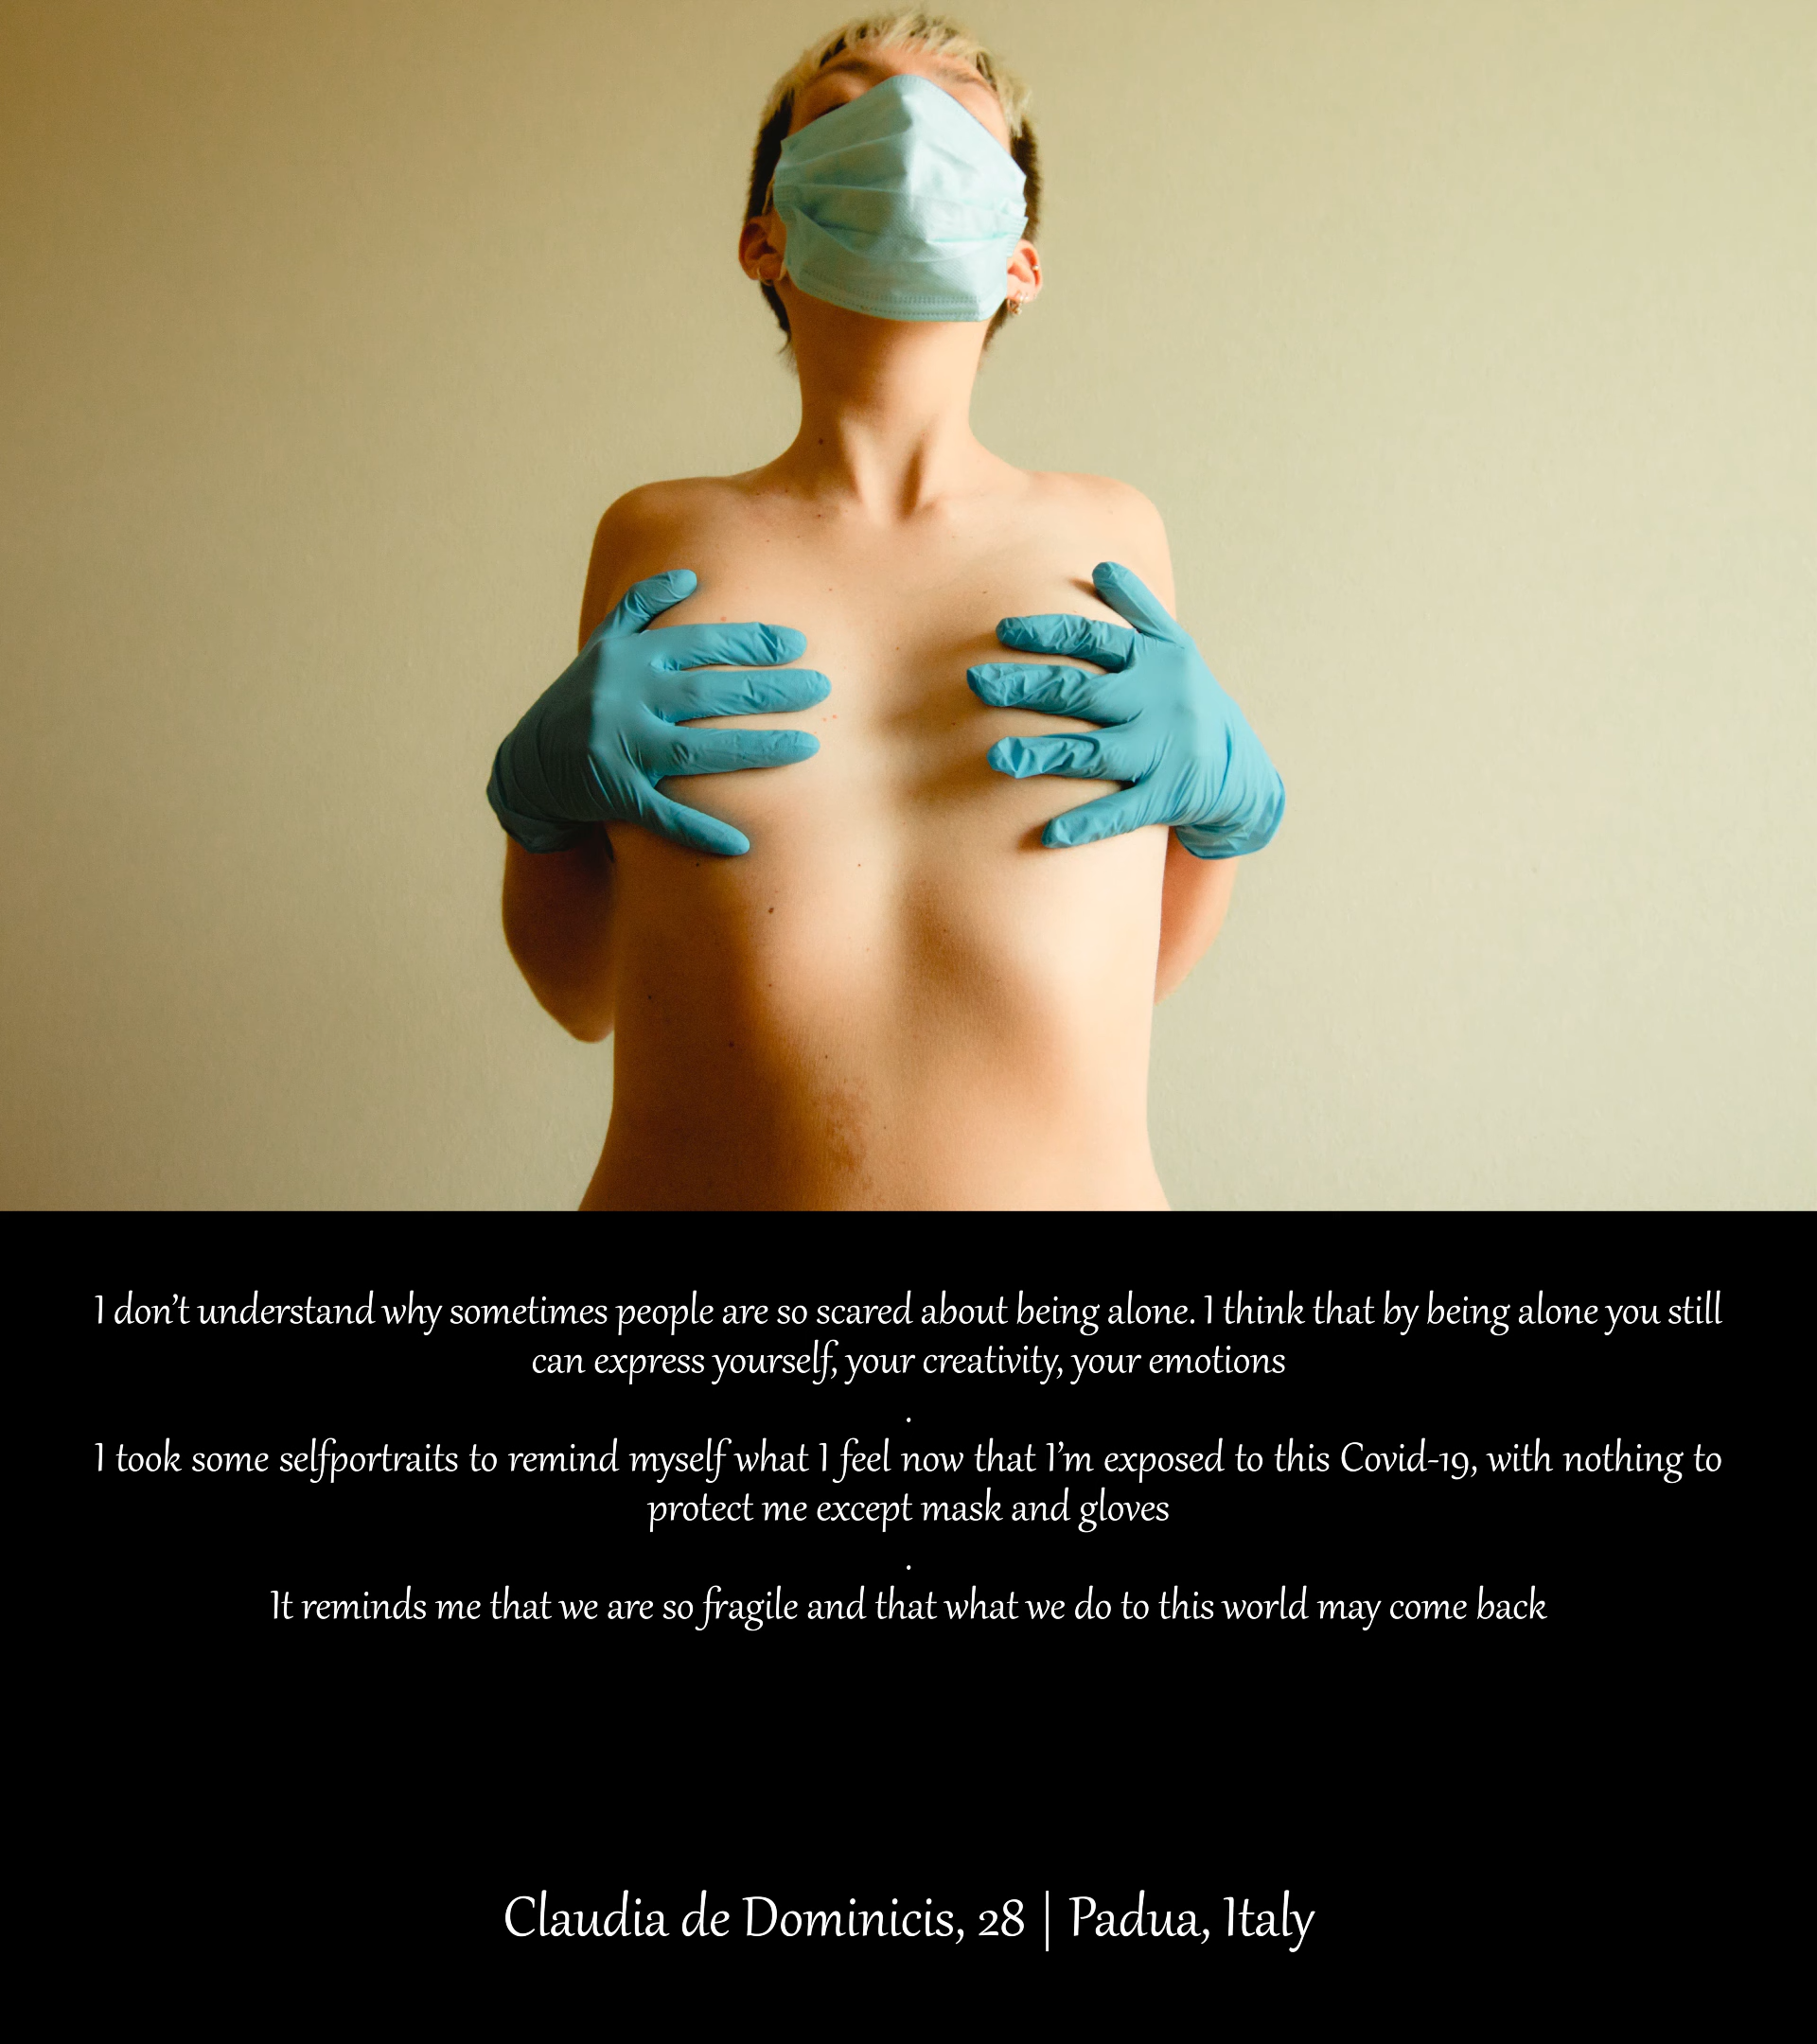 I don't understand why sometimes people are so scared about being alone. I think that by being alone you still
can express yourself, your creativity, your emotions
.
I took some selfportraits to remind myself what I feel now that I'm exposed to this Covid-19, with nothing to
protect me except mask and gloves
.
It reminds me that we are so fragile and that what we do to this world may come back
Claudia de Dominicis, 28 | Padua, Italy